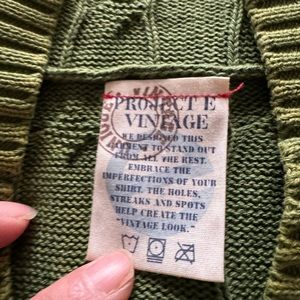 PROJECT E
VINTAGE
WE DESIGNED THIS
GARMENT TO STAND OUT
FROM ALL THE REST.
EMBRACE THE
IMPERFECTIONS OF YOUR
SHIRT. THE HOLES,
STREAKS AND SPOTS
HELP CREATE THE
"VINTAGE LOOK."